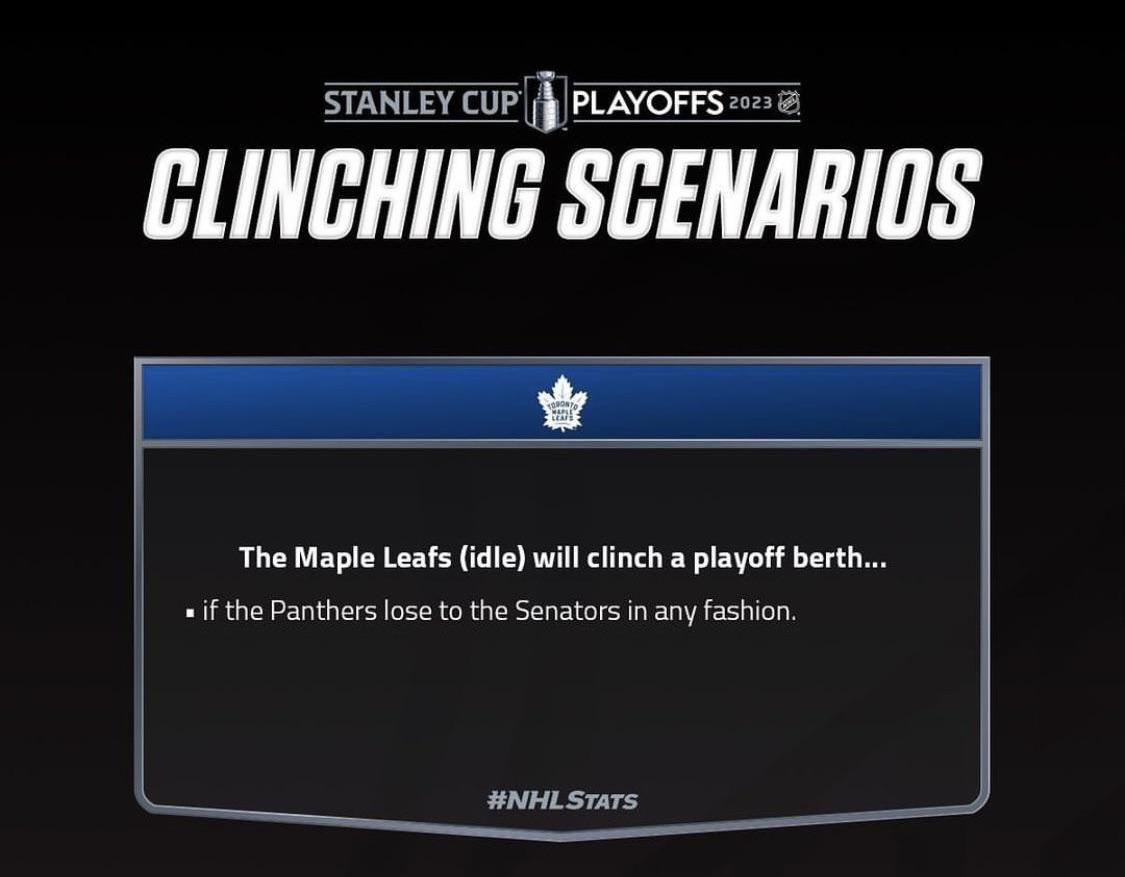 STANLEY CUP PLAYOFFS 2023 NHL
CLINCHING SCENARIOS
TORONTO
MAPLE
LEAFS
The Maple Leafs (idle) will clinch a playoff berth...
▪ if the Panthers lose to the Senators in any fashion.
#NHLSTATS